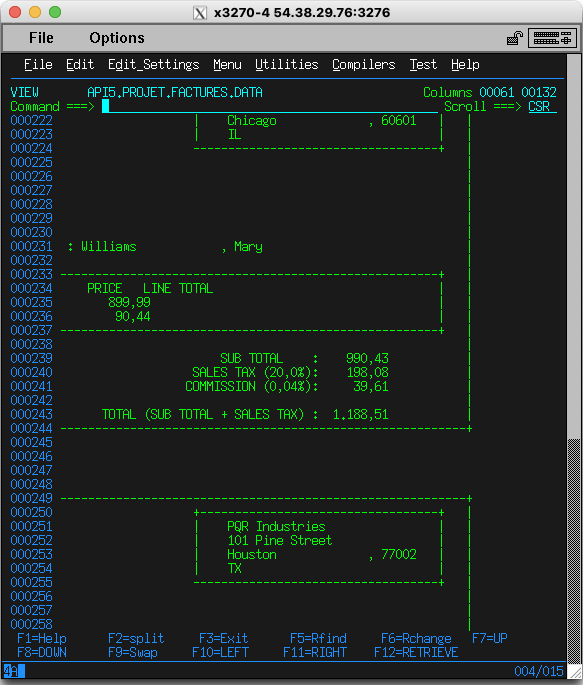 x3270-4 54.38.29.76:3276
File Options
File Edit Edit_Settings Menu Utilities Compilers Test Help
VIEW API5.PROJET.FACTURES.DATA Columns 00061 00132
Command ===> Scroll ===> CSR
000222 | Chicago , 60601 | |
000223 | IL | |
000224 ------------------------------------+ |
000225 |
000226 |
000227 |
000228 |
000229 |
000230 |
000231 : Williams , Mary |
000232 |
000233 -------------------------------------------------------+ |
000234 PRICE LINE TOTAL | |
000235 899,99 | |
000236 90,44 | |
000237 -------------------------------------------------------+ |
000238 |
000239 SUB TOTAL : 990,43 |
000240 SALES TAX (20,0%): 198,08 |
000241 COMMISSION (0,04%): 39,61 |
000242 |
000243 TOTAL (SUB TOTAL + SALES TAX) : 1.188,51 |
000244 -----------------------------------------------------------+
000245
000246
000247
000248
000249 -----------------------------------------------------------+
000250 +-----------------------------------+ |
000251 | PQR Industries | |
000252 | 101 Pine Street | |
000253 | Houston , 77002 | |
000254 | TX | |
000255 +-----------------------------------+ |
000256 |
000257 |
000258 |
F1=Help F2=split F3=Exit F5=Rfind F6=Rchange F7=UP
F8=DOWN F9=Swap F10=LEFT F11=RIGHT F12=RETRIEVE
4A 004/015